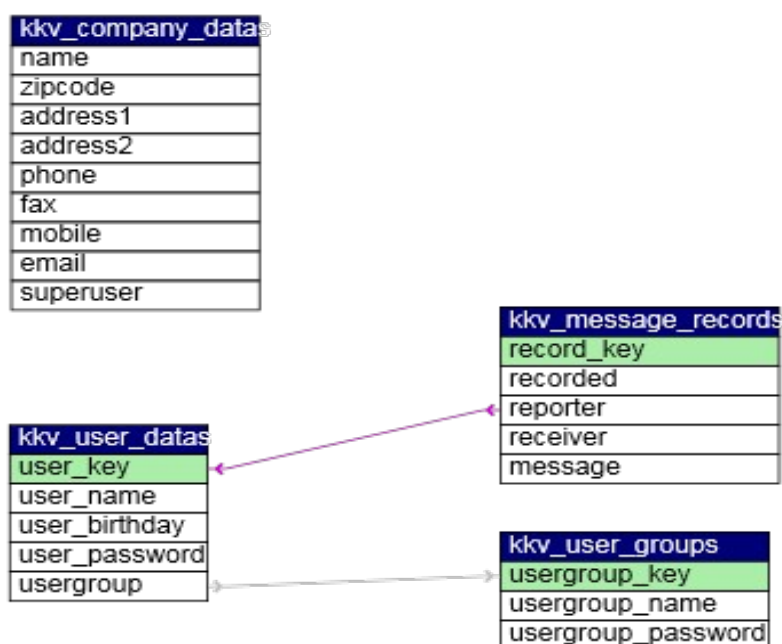 kkv_company_datas
name
zipcode
address1
address2
phone
fax
mobile
email
superuser
kkv_message_records
record_key
recorded
reporter
receiver
message
kkv_user_datas
user_key
user_name
user_birthday
user_password
usergroup
kkv_user_groups
usergroup_key
usergroup_name
usergroup_password